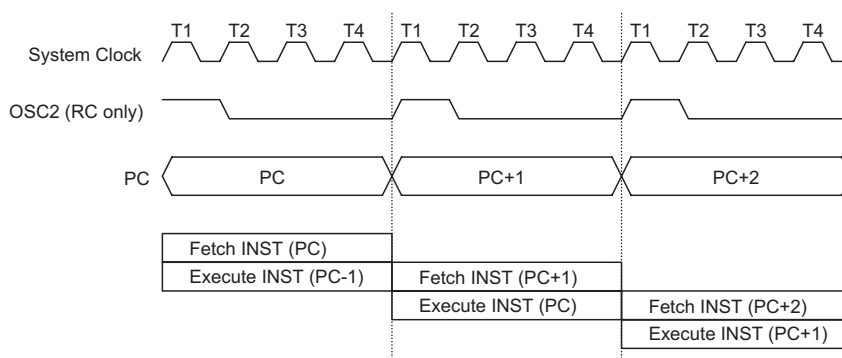 T1 T2 T3 T4 T1 T2 T3 T4 T1 T2 T3 T4
System Clock
OSC2 (RC only)
PC PC PC+1 PC+2
Fetch INST (PC)
Execute INST (PC-1) Fetch INST (PC+1)
Execute INST (PC) Fetch INST (PC+2)
Execute INST (PC+1)